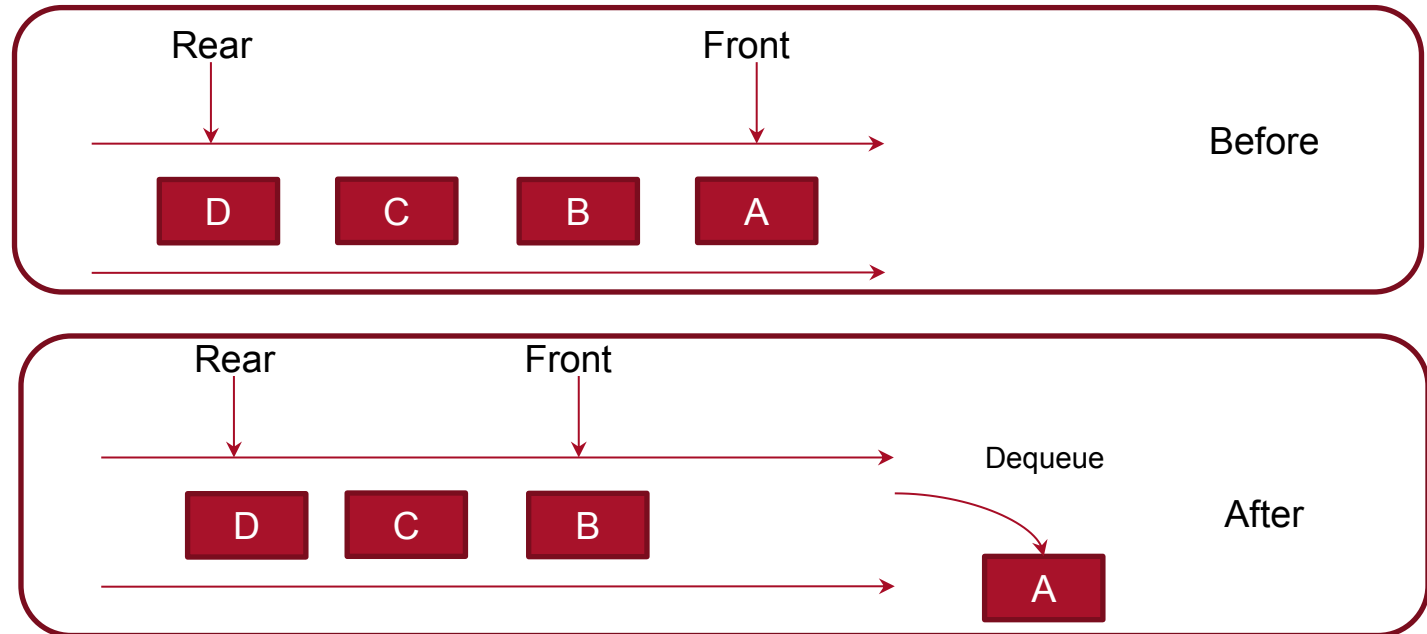 Rear Front
Before
D C B A
Rear Front
Dequeue
D C B
After
A